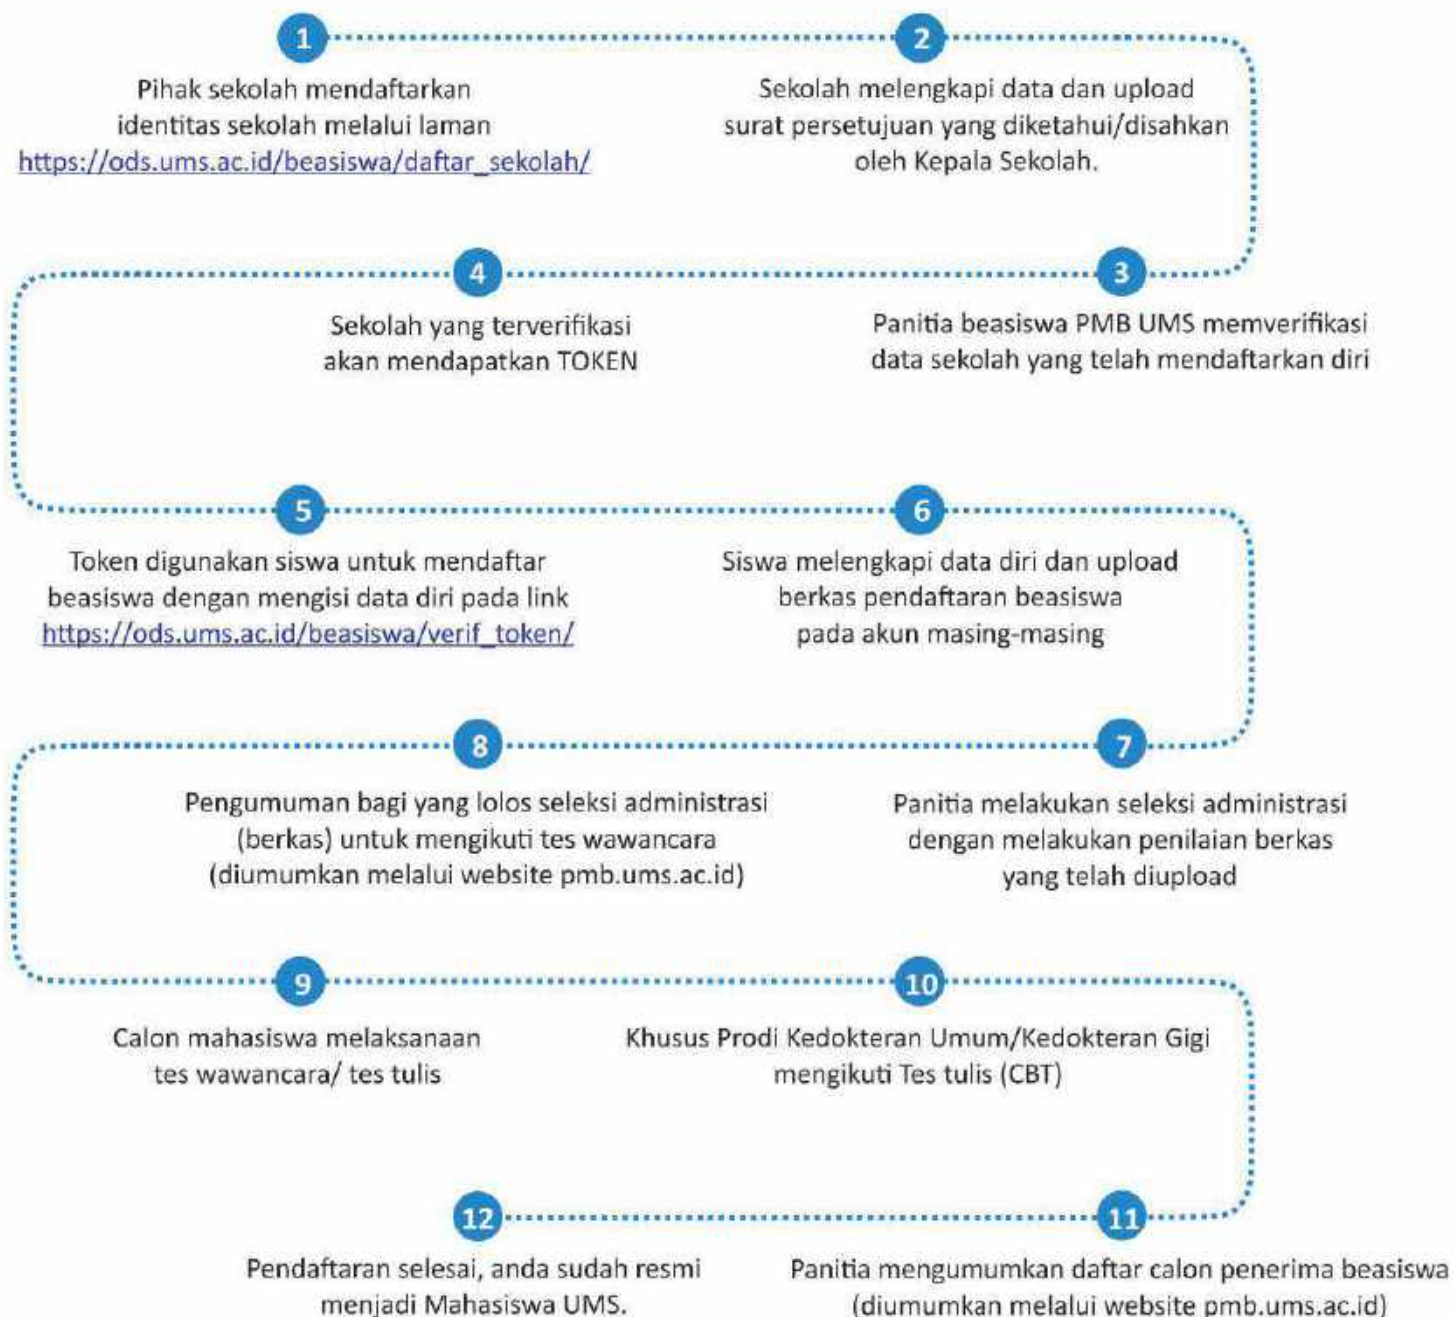 1
Pihak sekolah mendaftarkan
identitas sekolah melalui laman
https://ods.ums.ac.id/beasiswa/daftar_sekolah/
2
Sekolah melengkapi data dan upload
surat persetujuan yang diketahui/disahkan
oleh Kepala Sekolah.
3
Panitia beasiswa PMB UMS memverifikasi
data sekolah yang telah mendaftarkan diri
4
Sekolah yang terverifikasi
akan mendapatkan TOKEN
5
Token digunakan siswa untuk mendaftar
beasiswa dengan mengisi data diri pada link
https://ods.ums.ac.id/beasiswa/verif_token/
6
Siswa melengkapi data diri dan upload
berkas pendaftaran beasiswa
pada akun masing-masing
7
Panitia melakukan seleksi administrasi
dengan melakukan penilaian berkas
yang telah diupload
8
Pengumuman bagi yang lolos seleksi administrasi
(berkas) untuk mengikuti tes wawancara
(diumumkan melalui website pmb.ums.ac.id)
9
Calon mahasiswa melaksanaan
tes wawancara/ tes tulis
10
Khusus Prodi Kedokteran Umum/Kedokteran Gigi
mengikuti Tes tulis (CBT)
11
Panitia mengumumkan daftar calon penerima beasiswa
(diumumkan melalui website pmb.ums.ac.id)
12
Pendaftaran selesai, anda sudah resmi
menjadi Mahasiswa UMS.